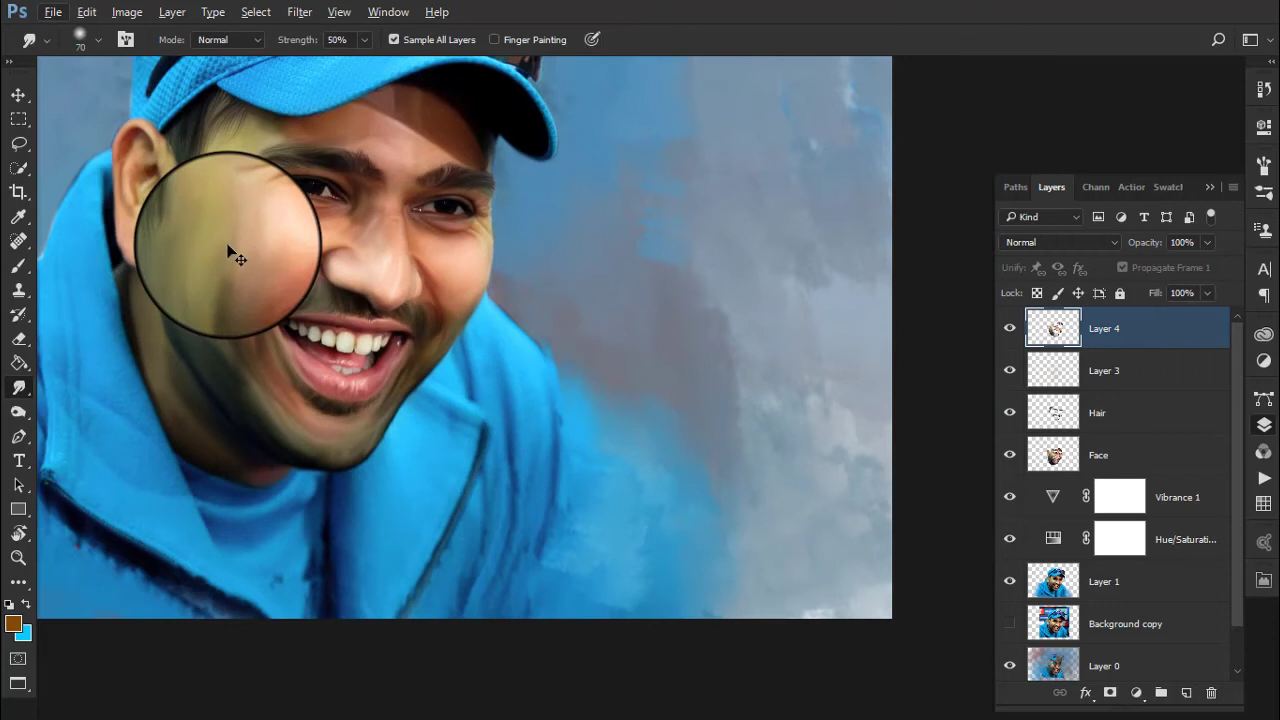 Ps File Edit Image Layer Type Select Filter View Window Help
70 Mode: Normal Strength: 50% Sample All Layers Finger Painting
Paths Layers Chann Actior Swatcl
Kind
Normal Opacity: 100%
Unify: Propagate Frame 1
Lock: Fill: 100%
Layer 4
Layer 3
Hair
Face
Vibrance 1
Hue/Saturati...
Layer 1
Background copy
Layer 0